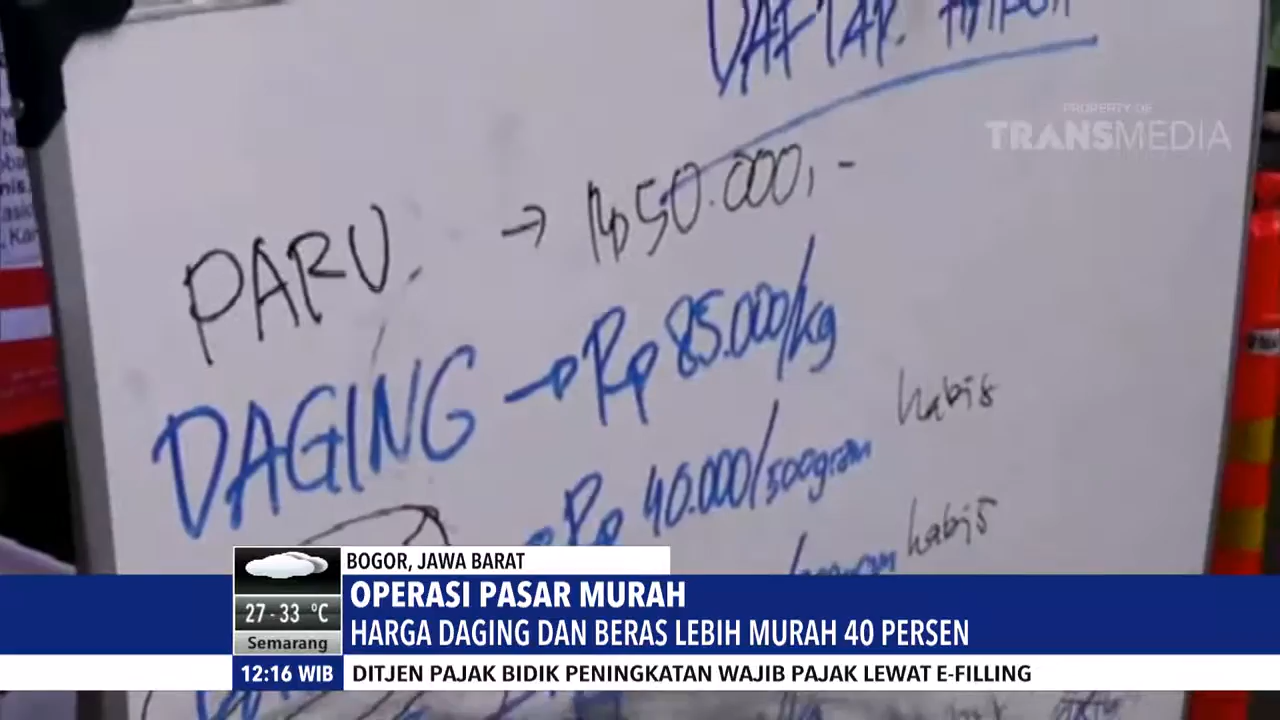 DAFTAR
PROPERTY OF
TRANSMEDIA
PARU. → Rp50.000,-
DAGING → Rp 85.000/kg
→ Rp 40.000/500gram habis
habis
BOGOR, JAWA BARAT
OPERASI PASAR MURAH
27 - 33 °C
HARGA DAGING DAN BERAS LEBIH MURAH 40 PERSEN
Semarang
12:16 WIB DITJEN PAJAK BIDIK PENINGKATAN WAJIB PAJAK LEWAT E-FILLING